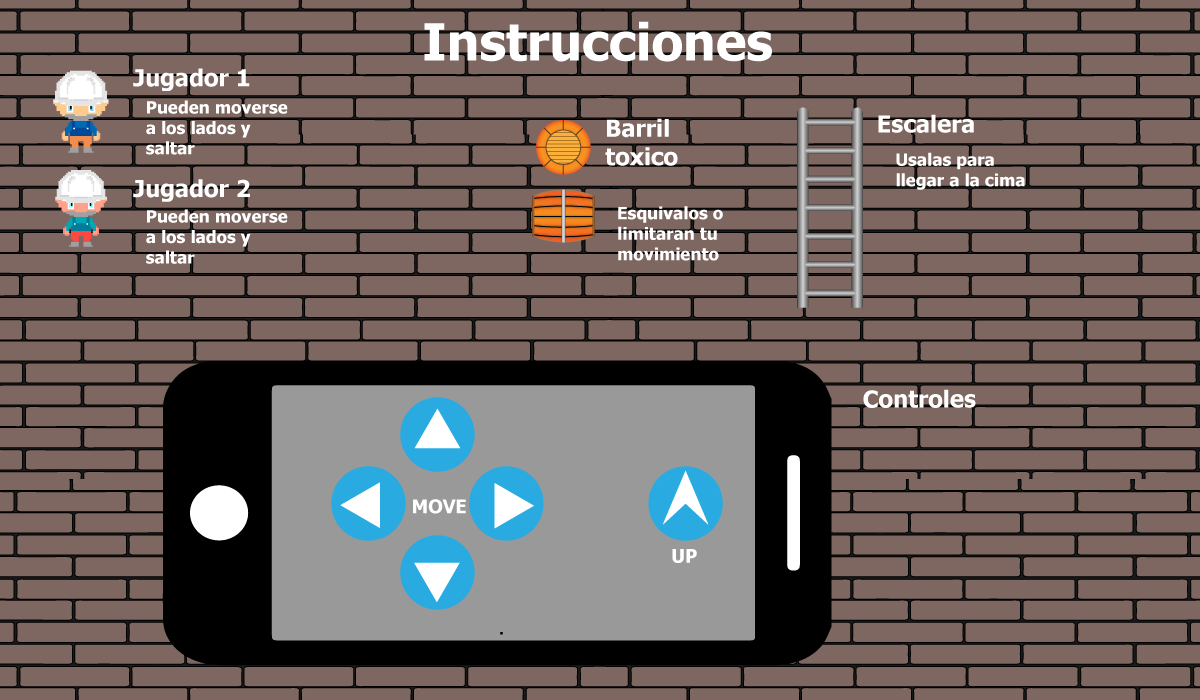 Instrucciones
Jugador 1
Pueden moverse
a los lados y
saltar
Jugador 2
Pueden moverse
a los lados y
saltar
Barril
toxico
Esquivalos o
limitaran tu
movimiento
Escalera
Usalas para
llegar a la cima
Controles
MOVE
UP